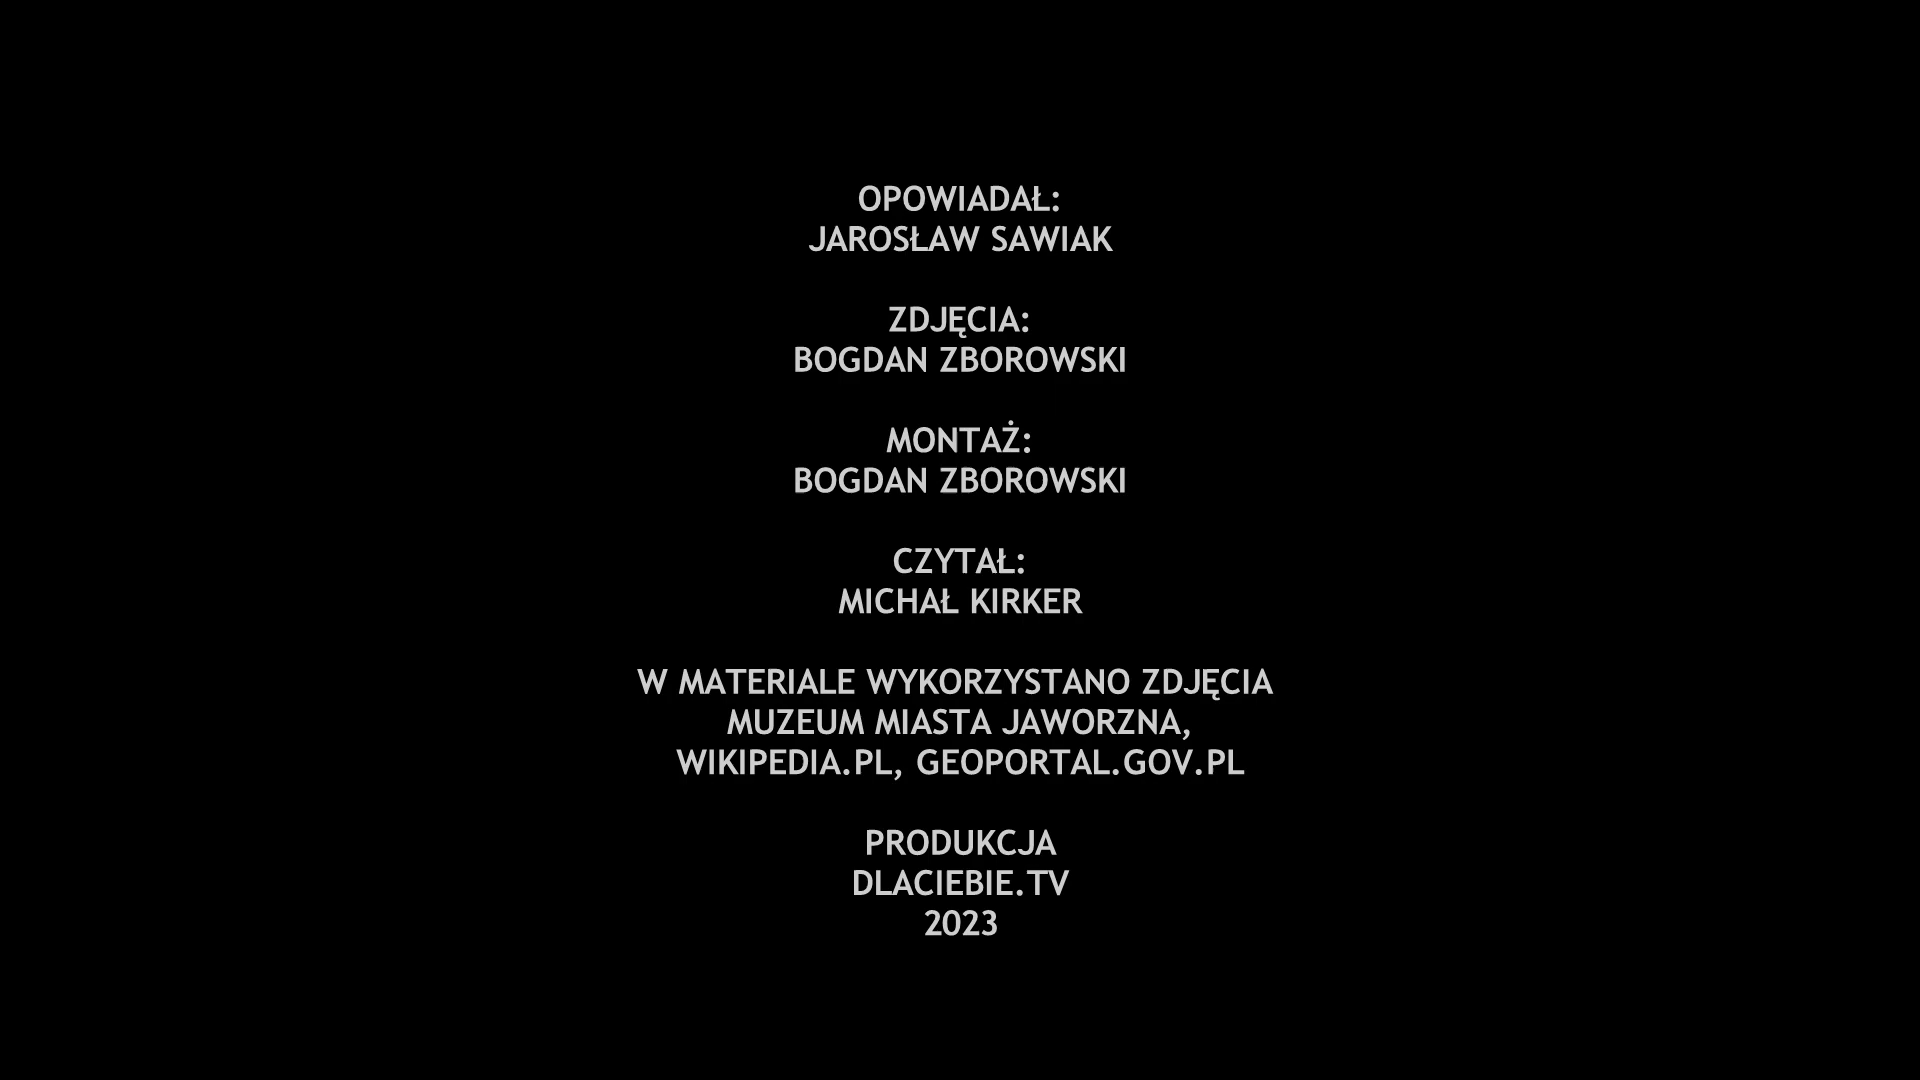 OPOWIADAŁ:
JAROSŁAW SAWIAK
ZDJĘCIA:
BOGDAN ZBOROWSKI
MONTAŻ:
BOGDAN ZBOROWSKI
CZYTAŁ:
MICHAŁ KIRKER
W MATERIALE WYKORZYSTANO ZDJĘCIA
MUZEUM MIASTA JAWORZNA,
WIKIPEDIA.PL, GEOPORTAL.GOV.PL
PRODUKCJA
DLACIEBIE.TV
2023